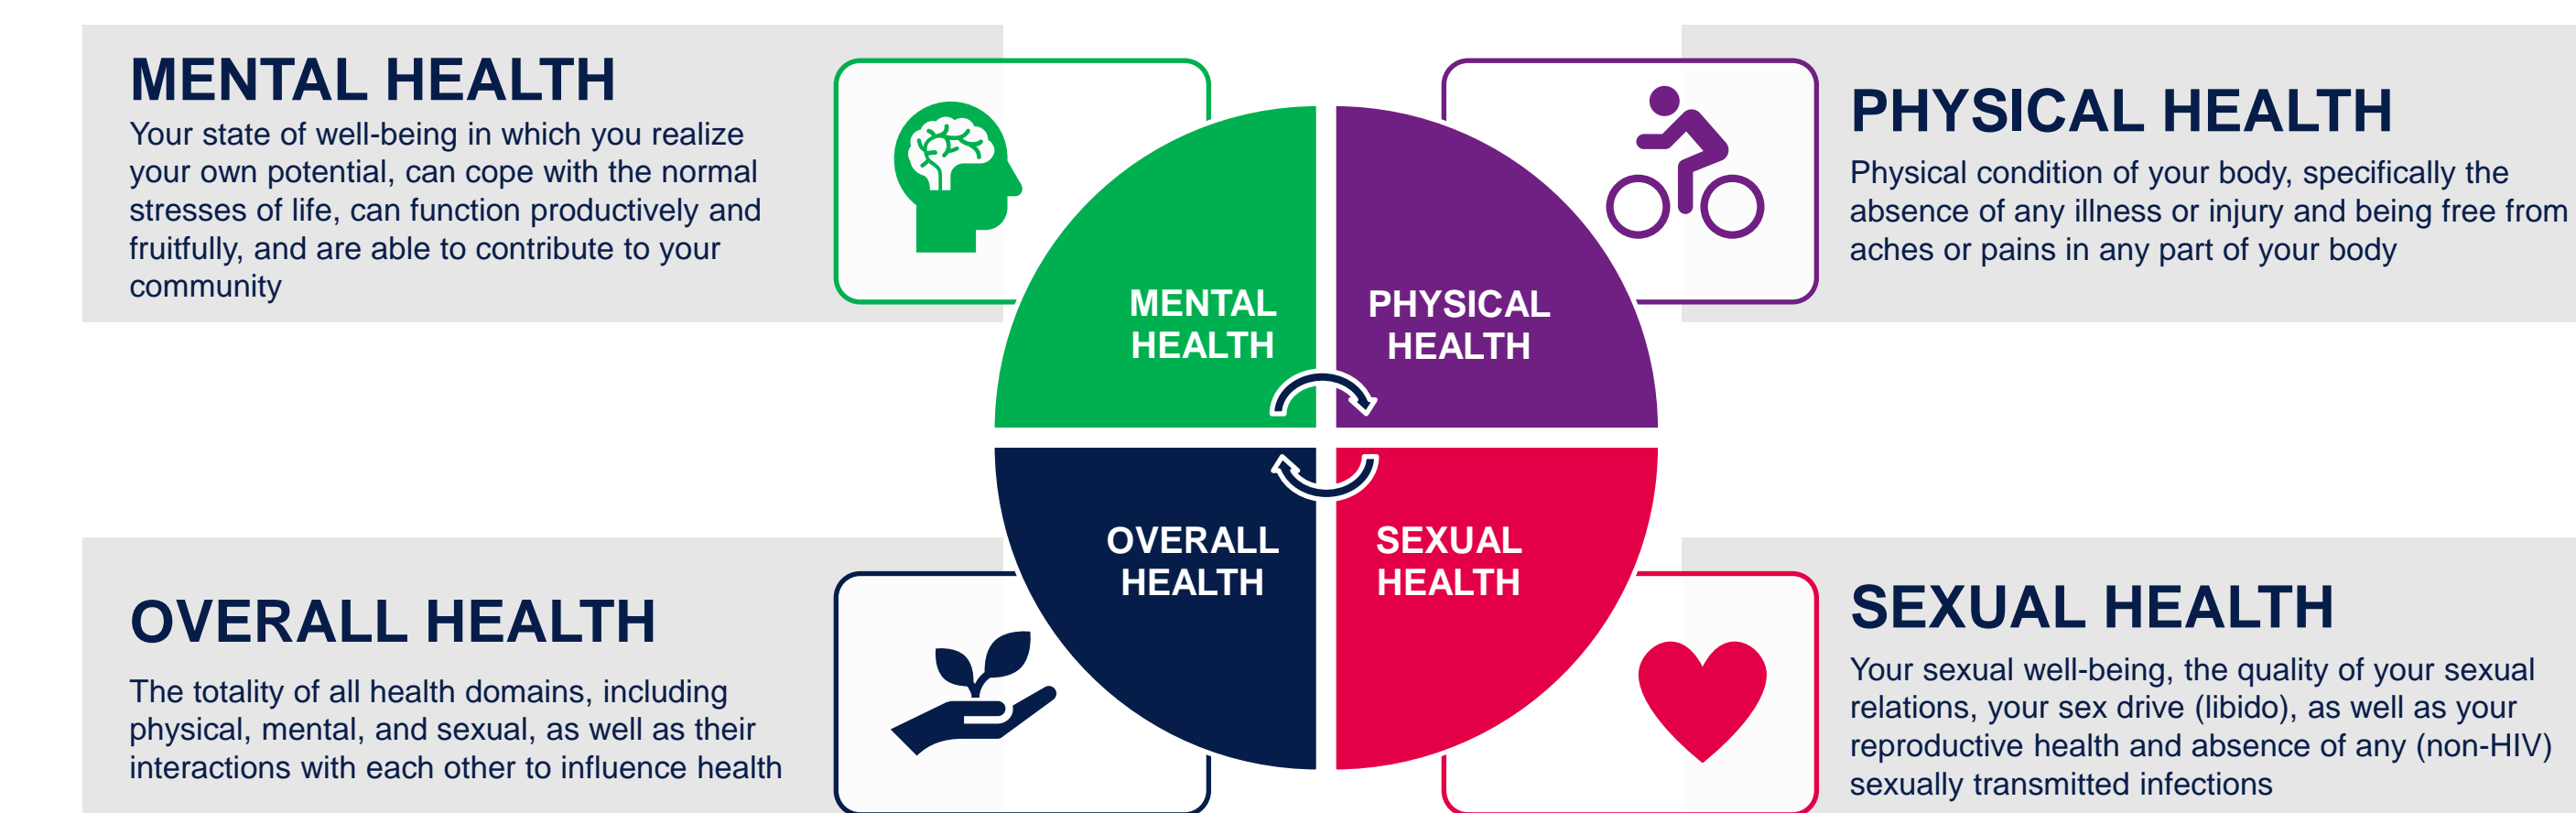 MENTAL HEALTH
Your state of well-being in which you realize
your own potential, can cope with the normal
stresses of life, can function productively and
fruitfully, and are able to contribute to your
community
PHYSICAL HEALTH
Physical condition of your body, specifically the
absence of any illness or injury and being free from
aches or pains in any part of your body
MENTAL
HEALTH
PHYSICAL
HEALTH
OVERALL
HEALTH
SEXUAL
HEALTH
OVERALL HEALTH
The totality of all health domains, including
physical, mental, and sexual, as well as their
interactions with each other to influence health
SEXUAL HEALTH
Your sexual well-being, the quality of your sexual
relations, your sex drive (libido), as well as your
reproductive health and absence of any (non-HIV)
sexually transmitted infections